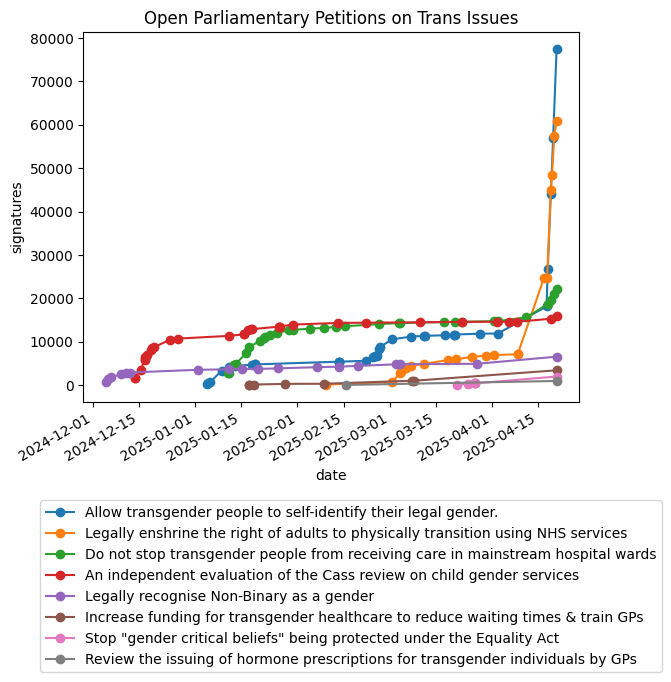 Open Parliamentary Petitions on Trans Issues
80000
70000
60000
50000
40000
30000
20000
10000
0
signatures
2024-12-01
2024-12-15
2025-01-01
2025-01-15
2025-02-01
2025-02-15
2025-03-01
2025-03-15
2025-04-01
2025-04-15
date
Allow transgender people to self-identify their legal gender.
Legally enshrine the right of adults to physically transition using NHS services
Do not stop transgender people from receiving care in mainstream hospital wards
An independent evaluation of the Cass review on child gender services
Legally recognise Non-Binary as a gender
Increase funding for transgender healthcare to reduce waiting times & train GPs
Stop "gender critical beliefs" being protected under the Equality Act
Review the issuing of hormone prescriptions for transgender individuals by GPs